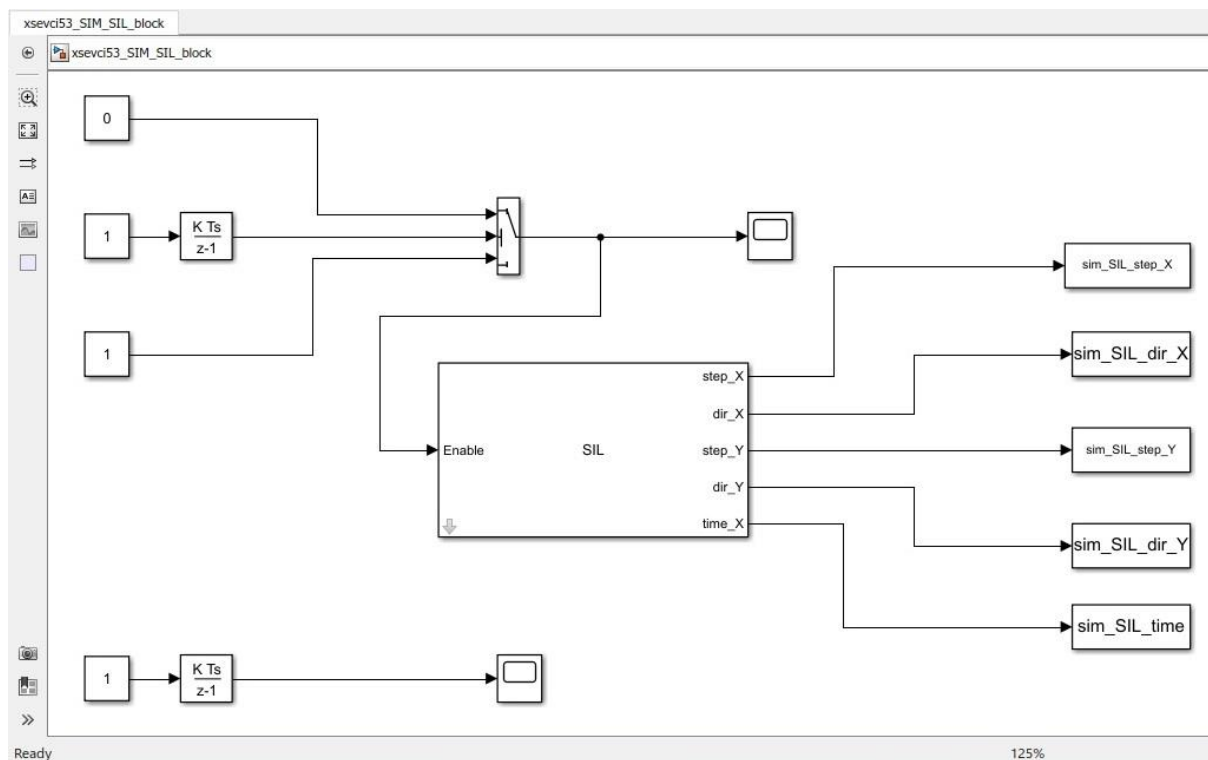 xsevci53_SIM_SIL_block
xsevci53_SIM_SIL_block
0
1
K Ts
z-1
1
sim_SIL_step_X
sim_SIL_dir_X
sim_SIL_step_Y
sim_SIL_dir_Y
sim_SIL_time
Enable
SIL
step_X
dir_X
step_Y
dir_Y
time_X
1
K Ts
z-1
Ready
125%